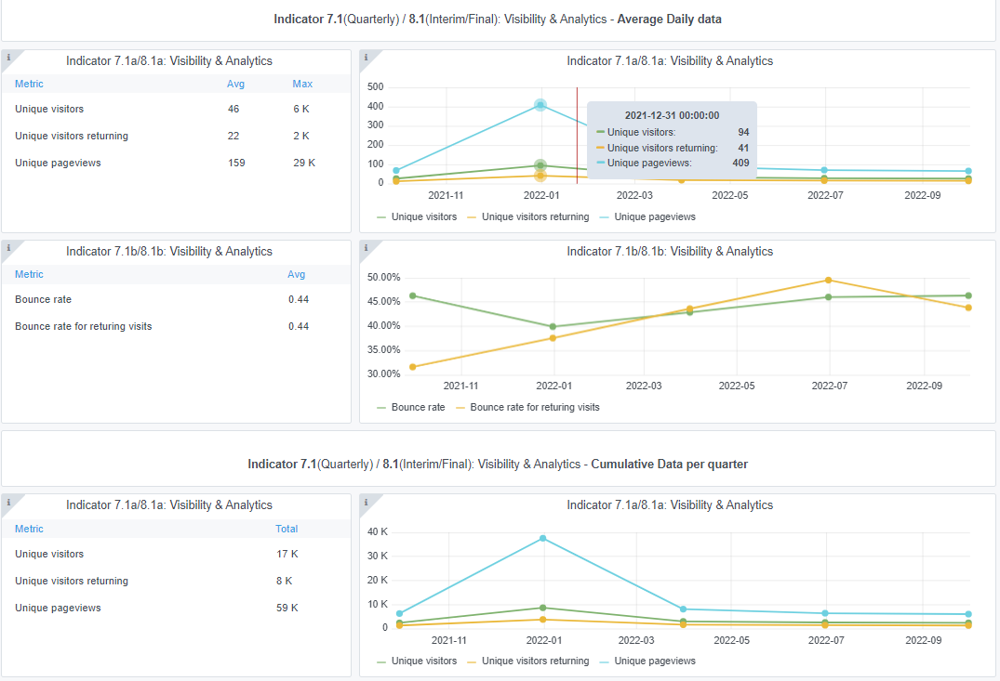 Indicator 7.1(Quarterly) / 8.1(Interim/Final): Visibility & Analytics - Average Daily data
i
Indicator 7.1a/8.1a: Visibility & Analytics
Metric Avg Max
Unique visitors 46 6 K
Unique visitors returning 22 2 K
Unique pageviews 159 29 K
i
Indicator 7.1a/8.1a: Visibility & Analytics
500
400
300
200
100
0
2021-12-31 00:00:00
Unique visitors: 94
Unique visitors returning: 41
Unique pageviews: 409
2021-11 2022-01 2022-03 2022-05 2022-07 2022-09
Unique visitors Unique visitors returning Unique pageviews
i
Indicator 7.1b/8.1b: Visibility & Analytics
Metric Avg
Bounce rate 0.44
Bounce rate for returing visits 0.44
i
Indicator 7.1b/8.1b: Visibility & Analytics
50.00%
45.00%
40.00%
35.00%
30.00%
2021-11 2022-01 2022-03 2022-05 2022-07 2022-09
Bounce rate Bounce rate for returing visits
Indicator 7.1(Quarterly) / 8.1(Interim/Final): Visibility & Analytics - Cumulative Data per quarter
i
Indicator 7.1a/8.1a: Visibility & Analytics
Metric Total
Unique visitors 17 K
Unique visitors returning 8 K
Unique pageviews 59 K
i
Indicator 7.1a/8.1a: Visibility & Analytics
40 K
30 K
20 K
10 K
0
2021-11 2022-01 2022-03 2022-05 2022-07 2022-09
Unique visitors Unique visitors returning Unique pageviews